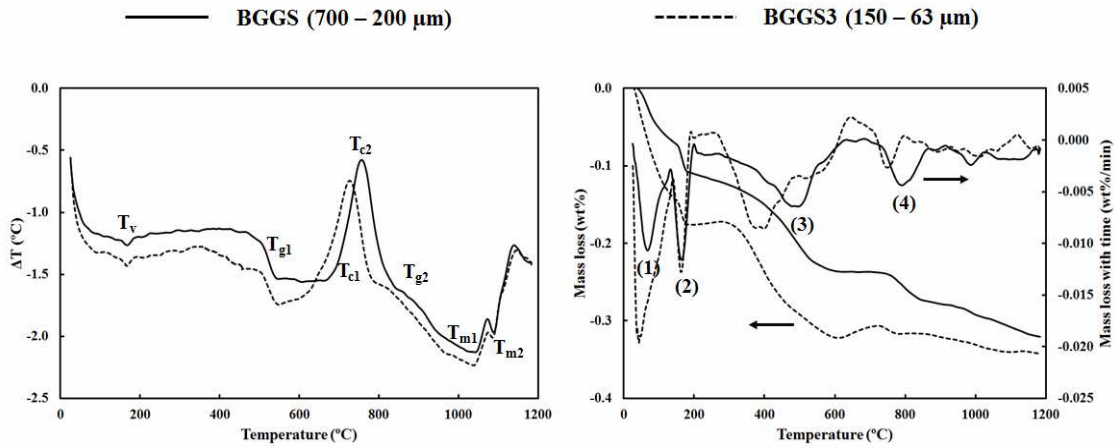 BGGS (700 – 200 μm)
BGGS3 (150 – 63 μm)
0.0
-0.5
-1.0
-1.5
-2.0
-2.5
ΔT (ºC)
Tv
Tg1
Tc2
Tc1
Tg2
Tm1
Tm2
0 200 400 600 800 1000 1200
Temperature (ºC)
0.0
-0.1
-0.2
-0.3
-0.4
Mass loss (wt%)
(1)
(2)
(3)
(4)
0.005
0.000
-0.005
-0.010
-0.015
-0.020
-0.025
Mass loss with time (wt%/min)
0 200 400 600 800 1000 1200
Temperature (ºC)